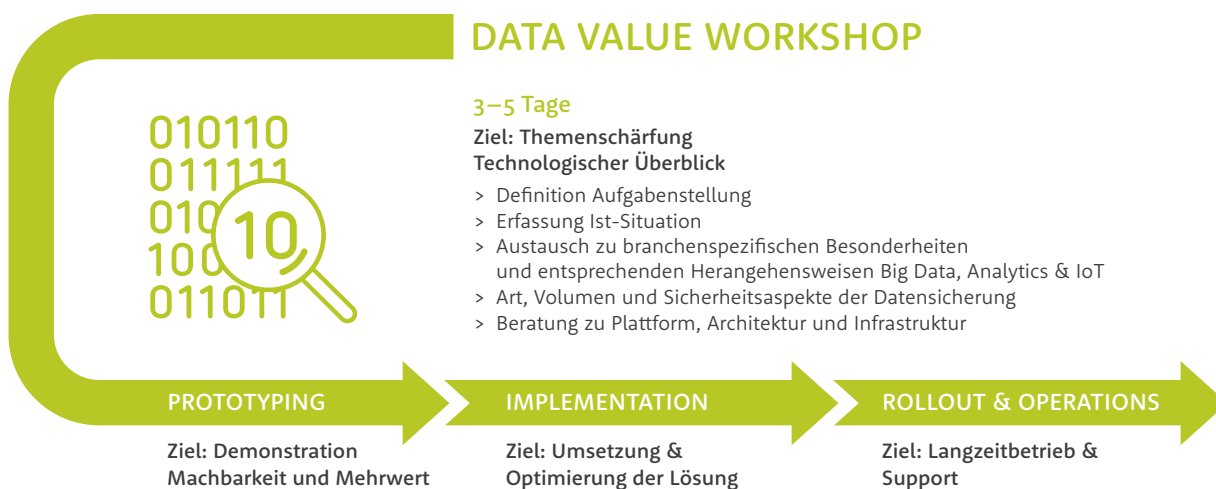 DATA VALUE WORKSHOP
3–5 Tage
Ziel: Themenschärfung
Technologischer Überblick
> Definition Aufgabenstellung
> Erfassung Ist-Situation
> Austausch zu branchenspezifischen Besonderheiten
und entsprechenden Herangehensweisen Big Data, Analytics & IoT
> Art, Volumen und Sicherheitsaspekte der Datensicherung
> Beratung zu Plattform, Architektur und Infrastruktur
010110
011111
010
10
100
011011
PROTOTYPING
Ziel: Demonstration
Machbarkeit und Mehrwert
IMPLEMENTATION
Ziel: Umsetzung &
Optimierung der Lösung
ROLLOUT & OPERATIONS
Ziel: Langzeitbetrieb &
Support